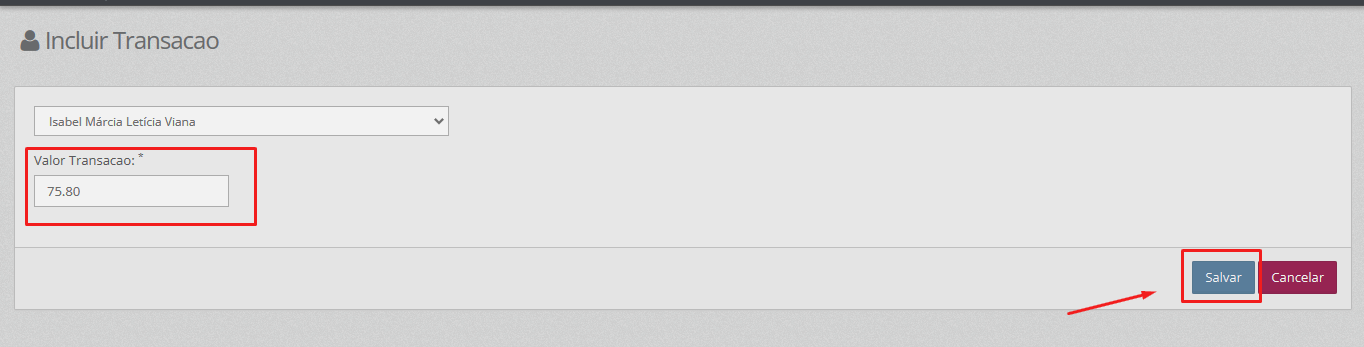 Incluir Transacao
Isabel Márcia Letícia Viana
Valor Transacao: *
75.80
Salvar Cancelar